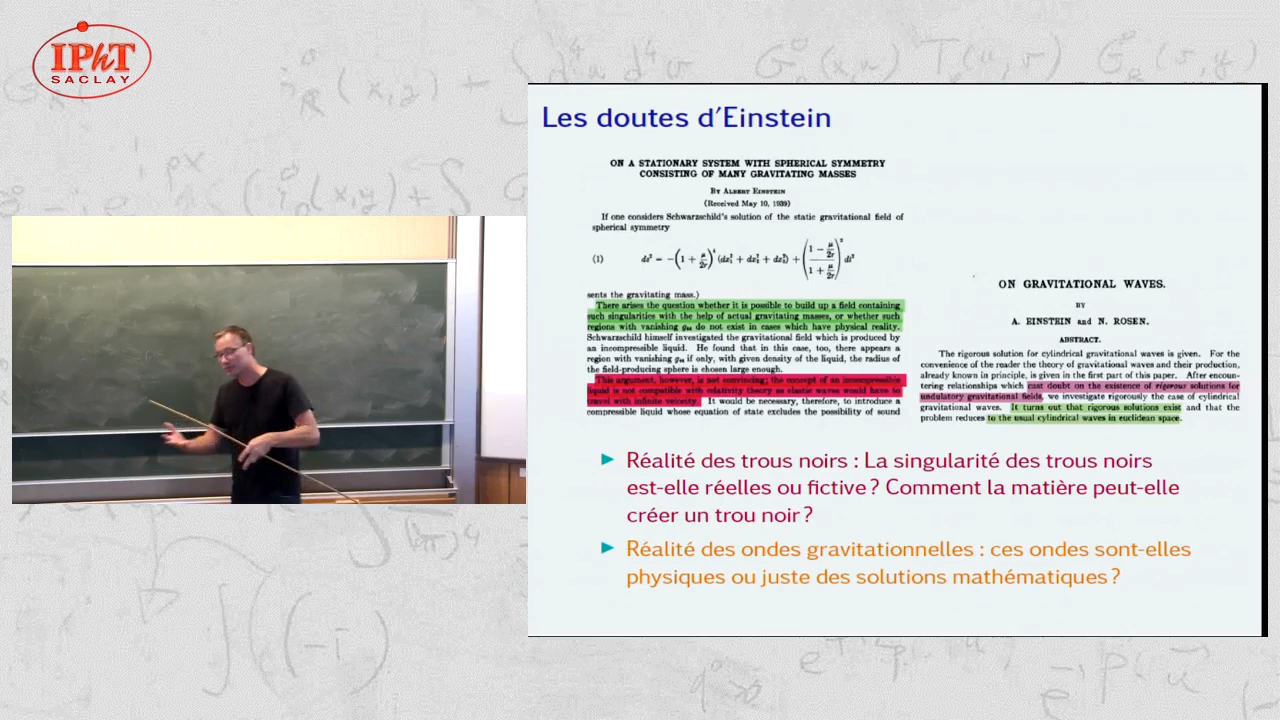 IPhT
SACLAY
Les doutes d'Einstein
ON A STATIONARY SYSTEM WITH SPHERICAL SYMMETRY
CONSISTING OF MANY GRAVITATING MASSES
BY ALBERT EINSTEIN
(Received May 10, 1939)
If one considers Schwarzschild's solution of the static gravitational field of
spherical symmetry
(1) ds² = −(1 + μ/2r)⁴ (dx₁² + dx₂² + dx₃²) + ((1 − μ/2r)/(1 + μ/2r))² dt²
sents the gravitating mass.)
There arises the question whether it is possible to build up a field containing
such singularities with the help of actual gravitating masses, or whether such
regions with vanishing g₄₄ do not exist in cases which have physical reality.
Schwarzschild himself investigated the gravitational field which is produced by
an incompressible liquid. He found that in this case, too, there appears a
region with vanishing g₄₄ if only, with given density of the liquid, the radius of
the field-producing sphere is chosen large enough.
This argument, however, is not convincing; the concept of an incompressible
liquid is not compatible with relativity theory as elastic waves would have to
travel with infinite velocity. It would be necessary, therefore, to introduce a
compressible liquid whose equation of state excludes the possibility of sound
ON GRAVITATIONAL WAVES.
BY
A. EINSTEIN and N. ROSEN.
ABSTRACT.
The rigorous solution for cylindrical gravitational waves is given. For the
convenience of the reader the theory of gravitational waves and their production,
already known in principle, is given in the first part of this paper. After encoun-
tering relationships which cast doubt on the existence of rigorous solutions for
undulatory gravitational fields, we investigate rigorously the case of cylindrical
gravitational waves. It turns out that rigorous solutions exist and that the
problem reduces to the usual cylindrical waves in euclidean space.
Réalité des trous noirs : La singularité des trous noirs
est-elle réelles ou fictive ? Comment la matière peut-elle
créer un trou noir ?
Réalité des ondes gravitationnelles : ces ondes sont-elles
physiques ou juste des solutions mathématiques ?